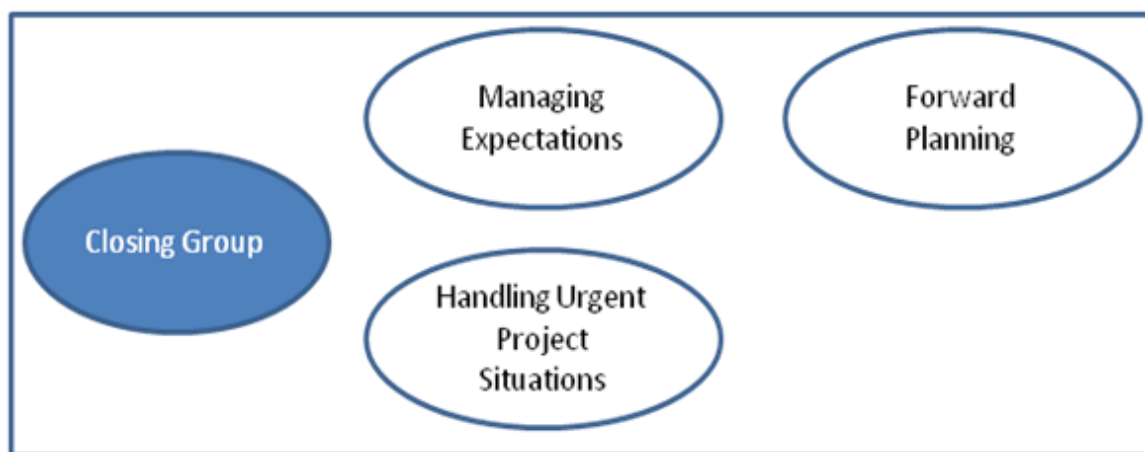 Managing
Expectations
Forward
Planning
Closing Group
Handling Urgent
Project
Situations